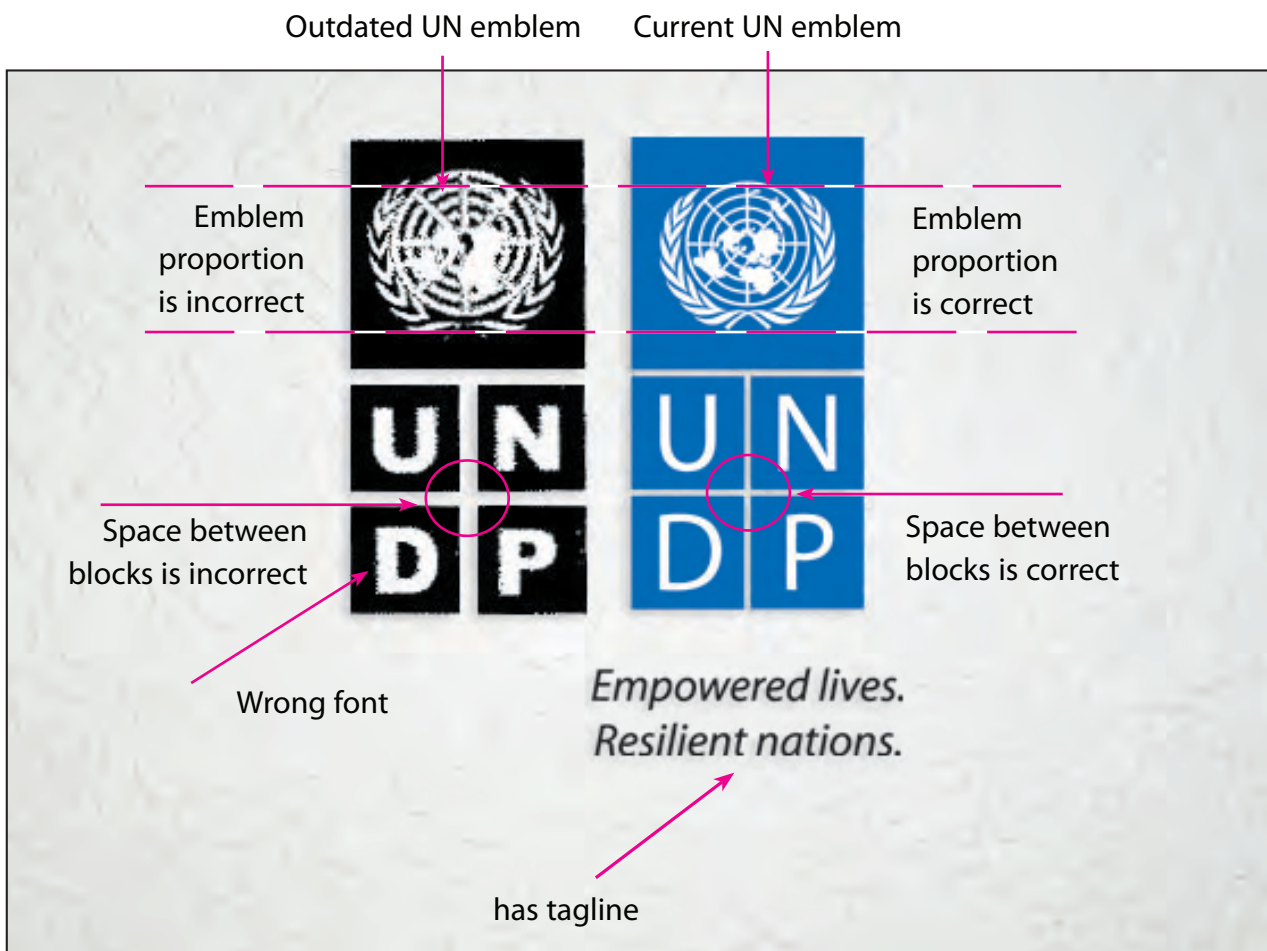 Outdated UN emblem
Current UN emblem
Emblem
proportion
is incorrect
Emblem
proportion
is correct
U N
D P
U N
D P
Space between
blocks is incorrect
Space between
blocks is correct
Wrong font
Empowered lives.
Resilient nations.
has tagline